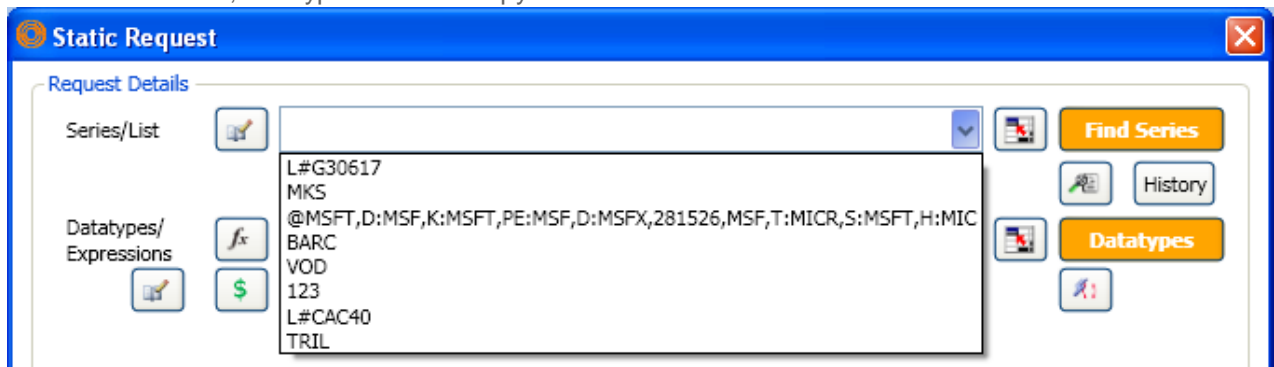 Static Request
Request Details
Series/List
Find Series
L#G30617
History
MKS
@MSFT,D:MSF,K:MSFT,PE:MSF,D:MSFX,281526,MSF,T:MICR,S:MSFT,H:MIC
Datatypes/
Expressions
fx
BARC
Datatypes
VOD
$
123
L#CAC40
TRIL